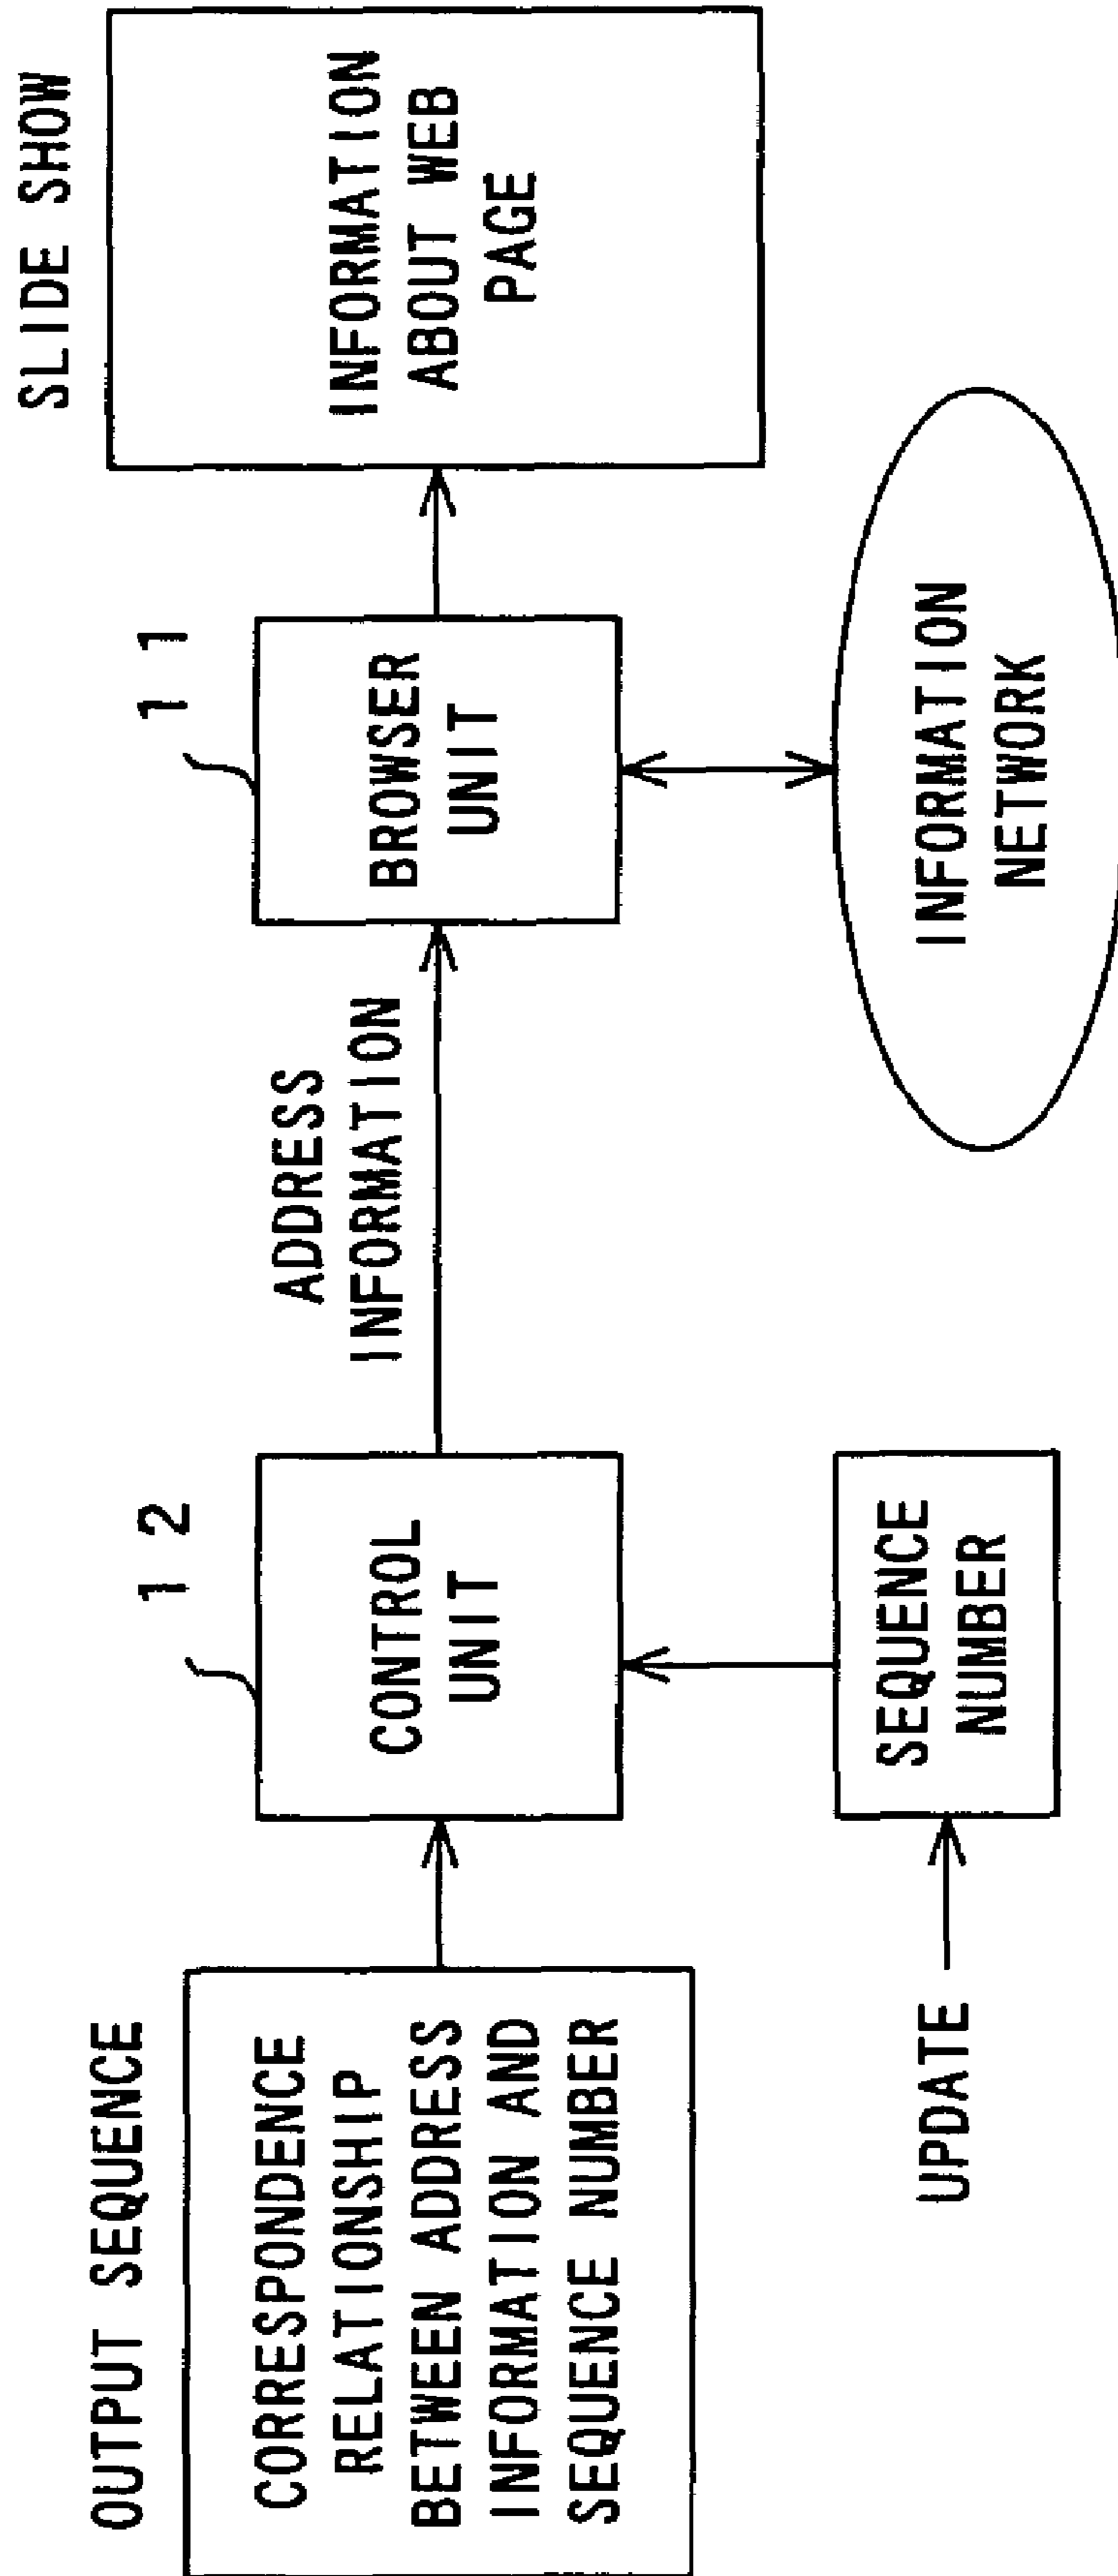 OUTPUT SEQUENCE
CORRESPONDENCE
RELATIONSHIP
BETWEEN ADDRESS
INFORMATION AND
SEQUENCE NUMBER
12
CONTROL
UNIT
UPDATE
SEQUENCE
NUMBER
ADDRESS
INFORMATION
11
BROWSER
UNIT
INFORMATION
NETWORK
SLIDE SHOW
INFORMATION
ABOUT WEB
PAGE